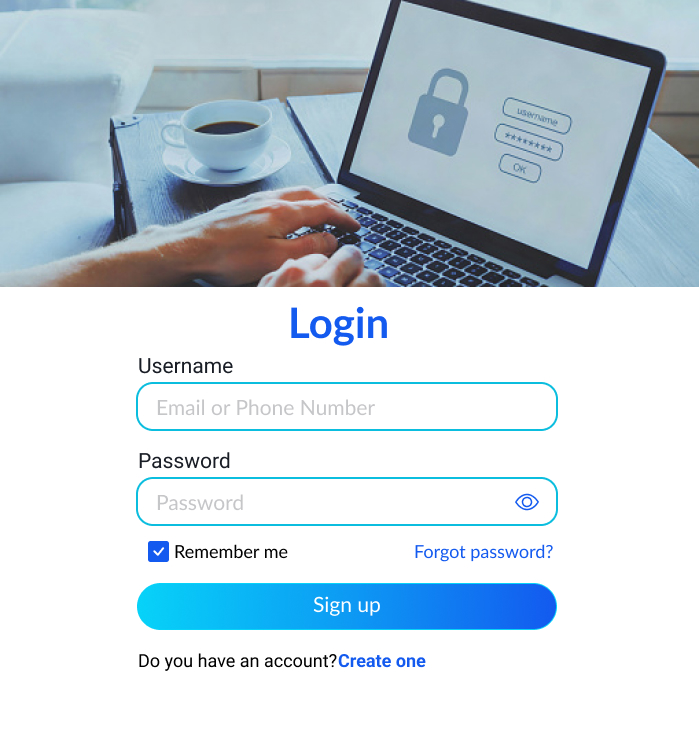 username
********
OK
Login
Username
Email or Phone Number
Password
Password
Remember me Forgot password?
Sign up
Do you have an account?Create one